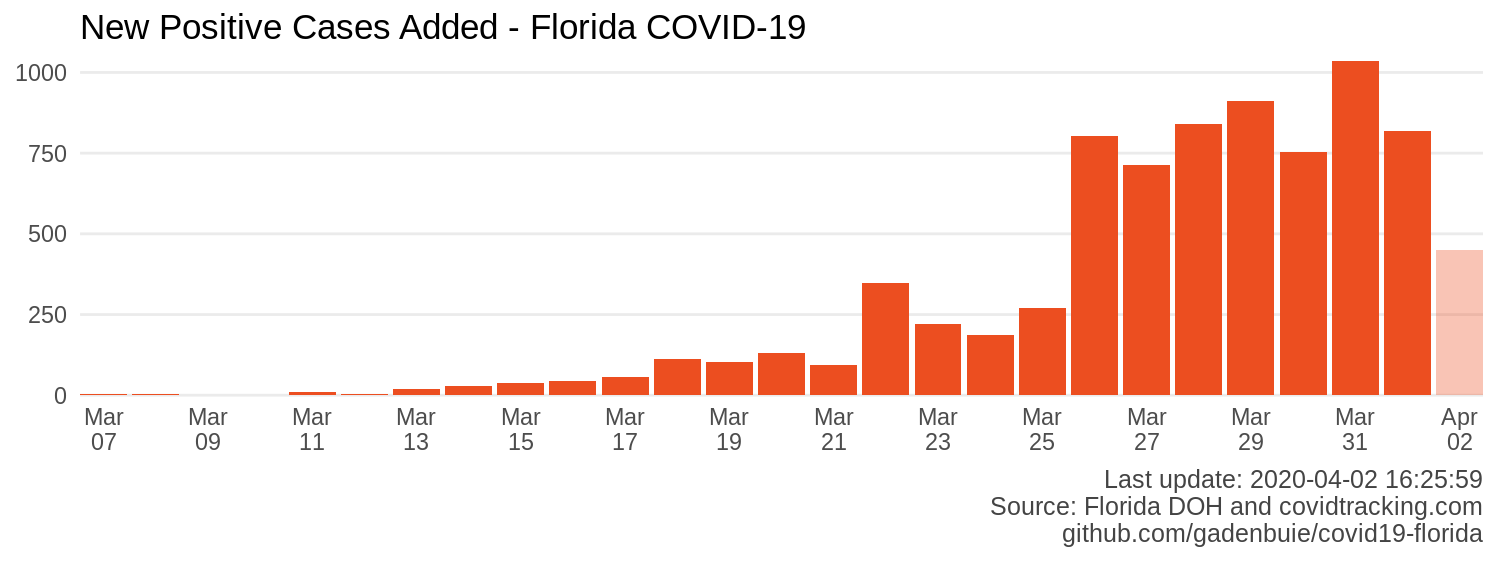 New Positive Cases Added - Florida COVID-19
1000
750
500
250
0
Mar Mar Mar Mar Mar Mar Mar Mar Mar Mar Mar Mar Mar Apr
07 09 11 13 15 17 19 21 23 25 27 29 31 02
Last update: 2020-04-02 16:25:59
Source: Florida DOH and covidtracking.com
github.com/gadenbuie/covid19-florida